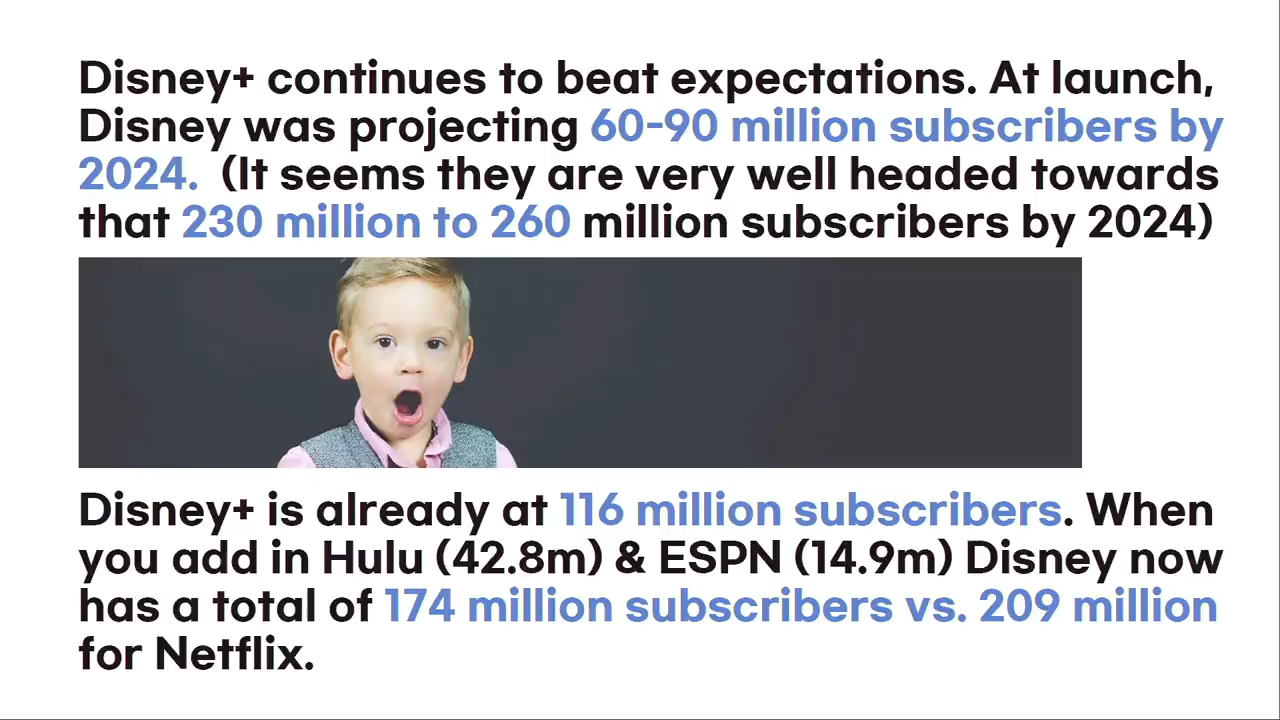 Disney+ continues to beat expectations. At launch,
Disney was projecting 60-90 million subscribers by
2024. (It seems they are very well headed towards
that 230 million to 260 million subscribers by 2024)
Disney+ is already at 116 million subscribers. When
you add in Hulu (42.8m) & ESPN (14.9m) Disney now
has a total of 174 million subscribers vs. 209 million
for Netflix.